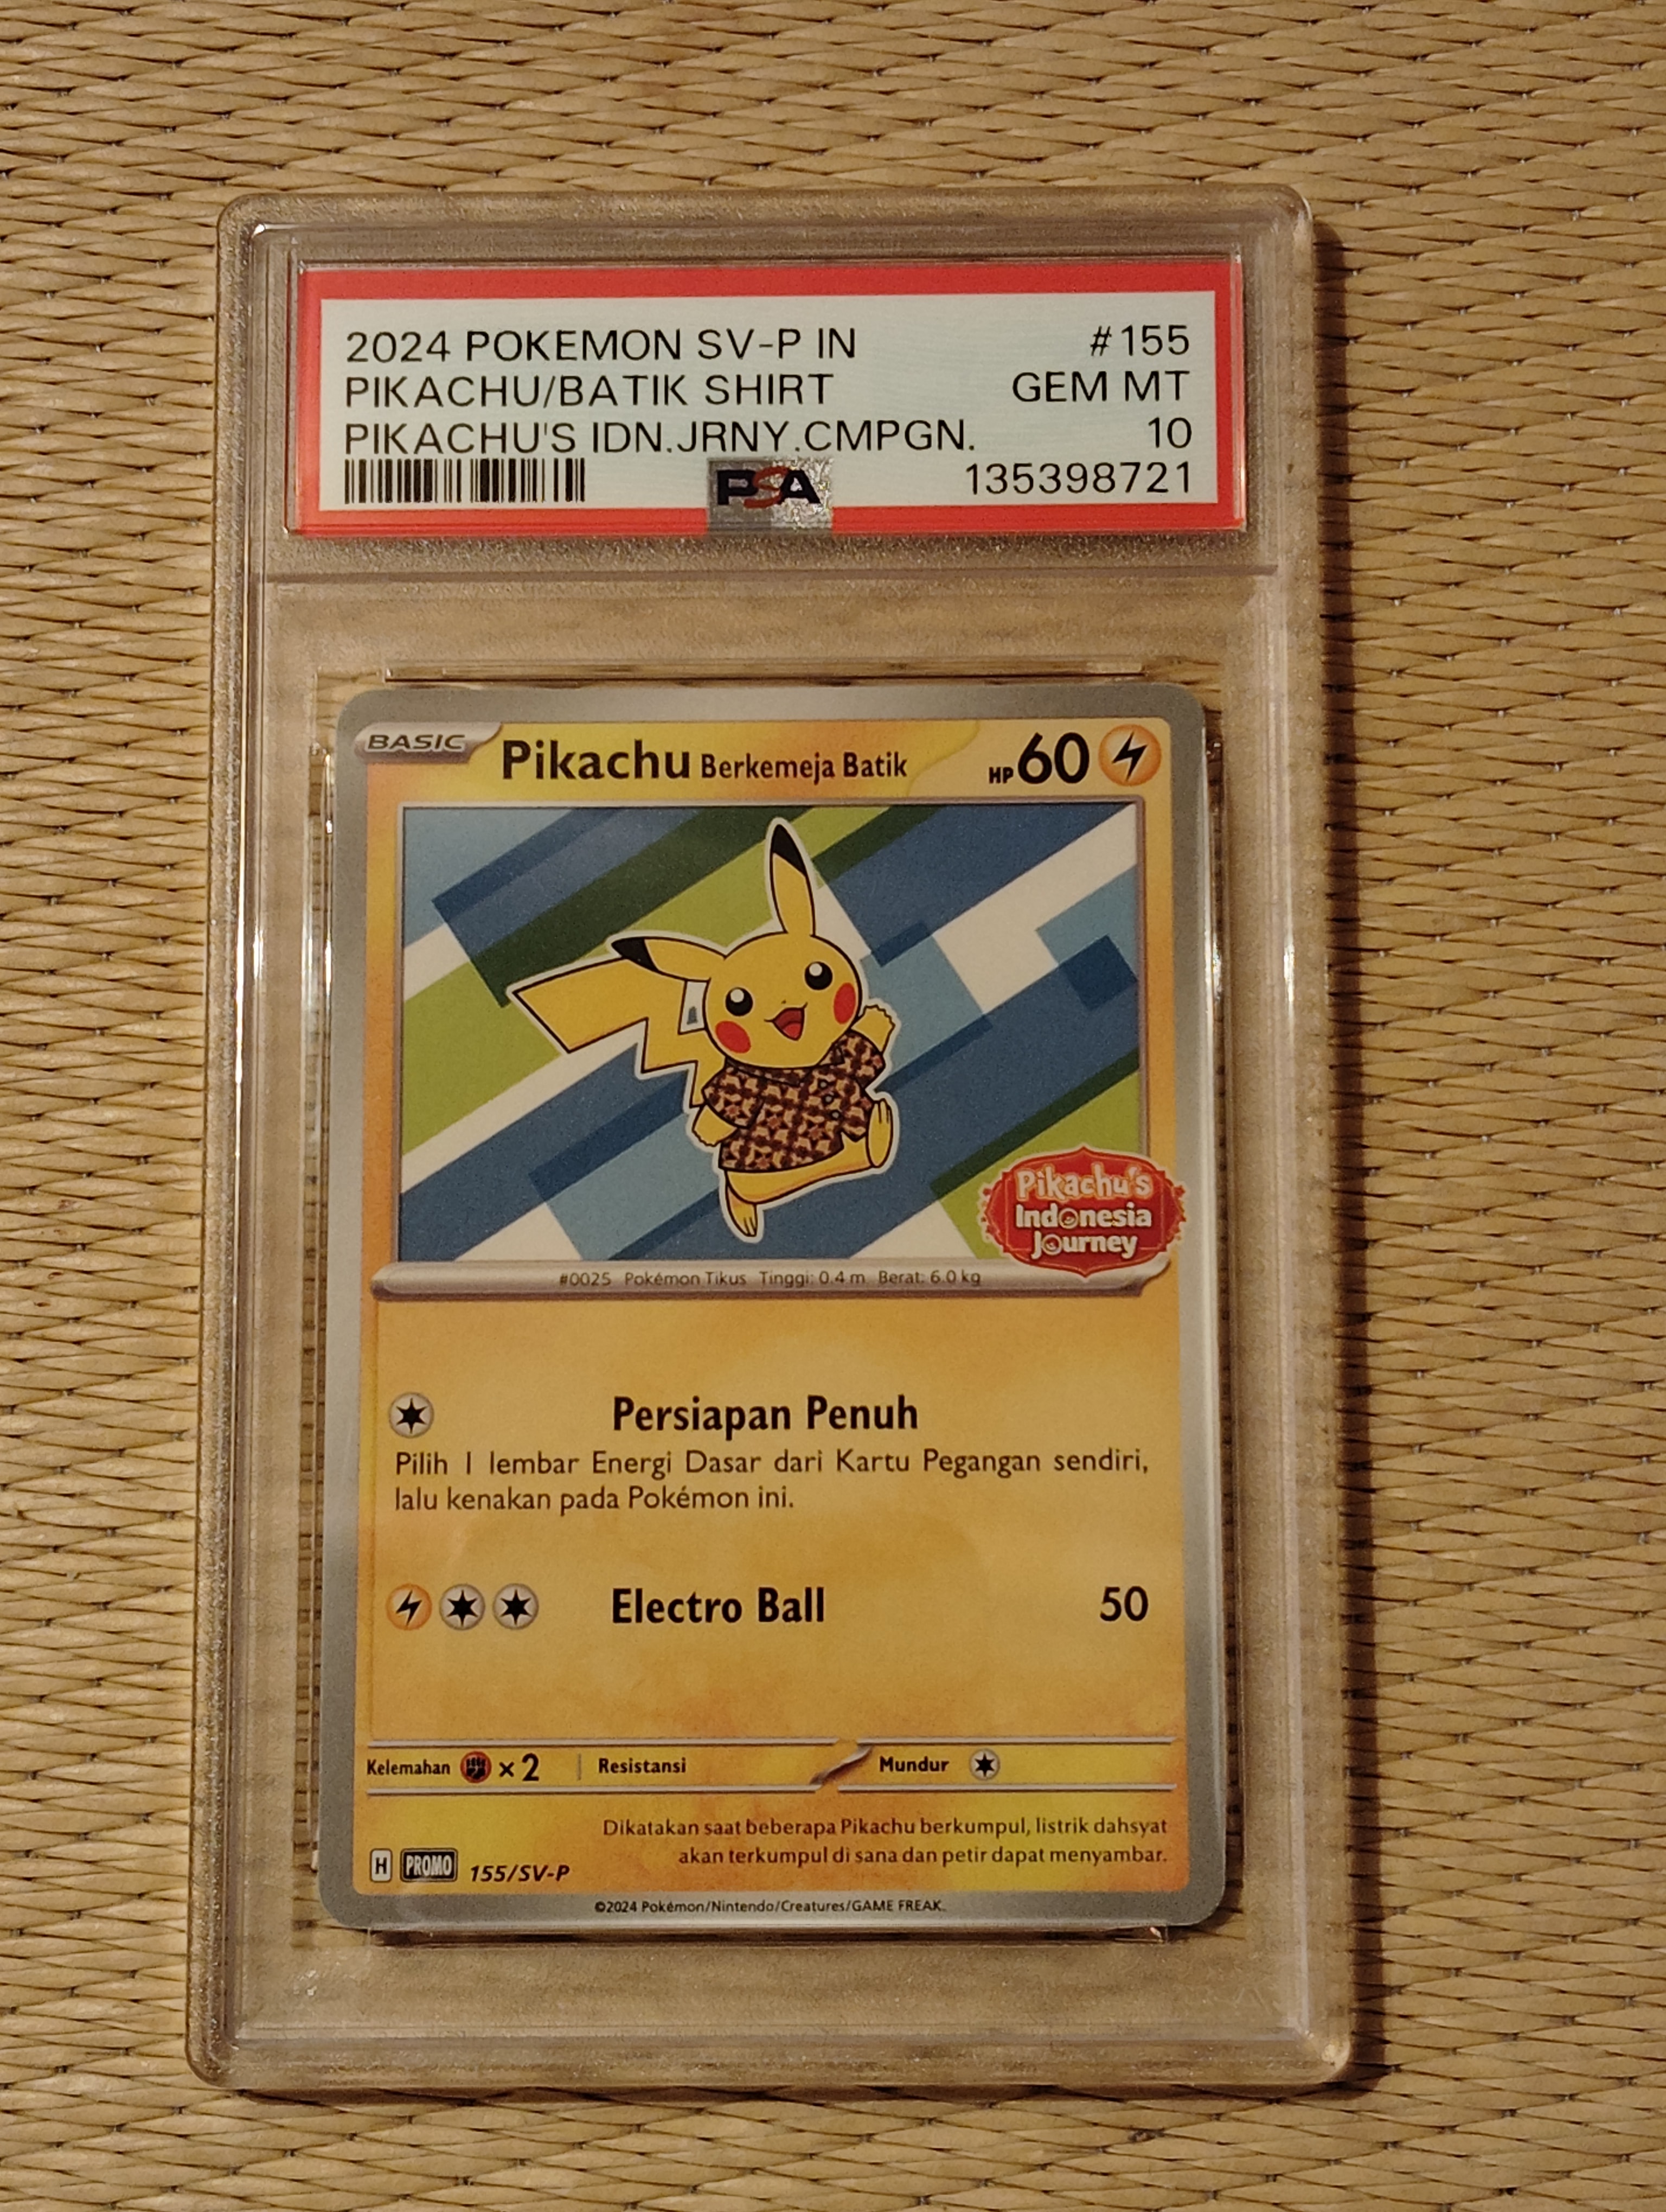 2024 POKEMON SV-P IN #155
PIKACHU/BATIK SHIRT GEM MT
PIKACHU'S IDN.JRNY.CMPGN. 10
PSA 135398721
BASIC Pikachu Berkemeja Batik HP 60
Pikachu's
Indonesia
Journey
#0025 Pokémon Tikus Tinggi: 0.4 m Berat: 6.0 kg
Persiapan Penuh
Pilih 1 lembar Energi Dasar dari Kartu Pegangan sendiri,
lalu kenakan pada Pokémon ini.
Electro Ball 50
Kelemahan ×2 Resistansi Mundur
Dikatakan saat beberapa Pikachu berkumpul, listrik dahsyat
akan terkumpul di sana dan petir dapat menyambar.
H PROMO 155/SV-P
©2024 Pokémon/Nintendo/Creatures/GAME FREAK.